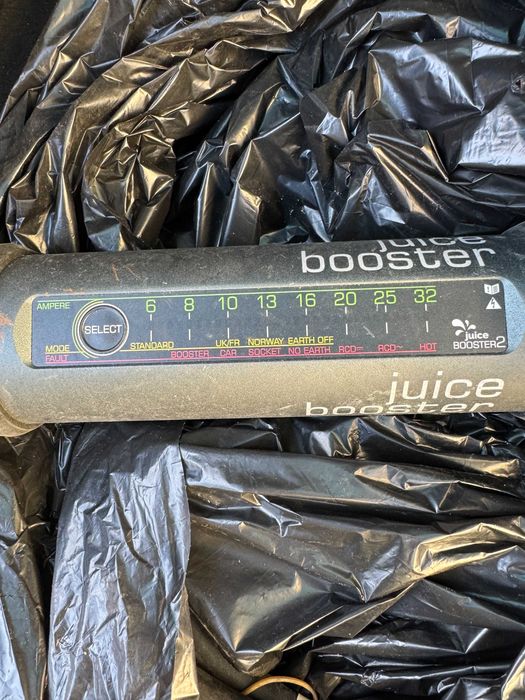 juice
booster
AMPERE 6 8 10 13 16 20 25 32
SELECT
MODE STANDARD UK/FR NORWAY EARTH OFF
FAULT BOOSTER CAR SOCKET NO EARTH RCD⎓ RCD~ HOT
juice
BOOSTER2
juice
booster